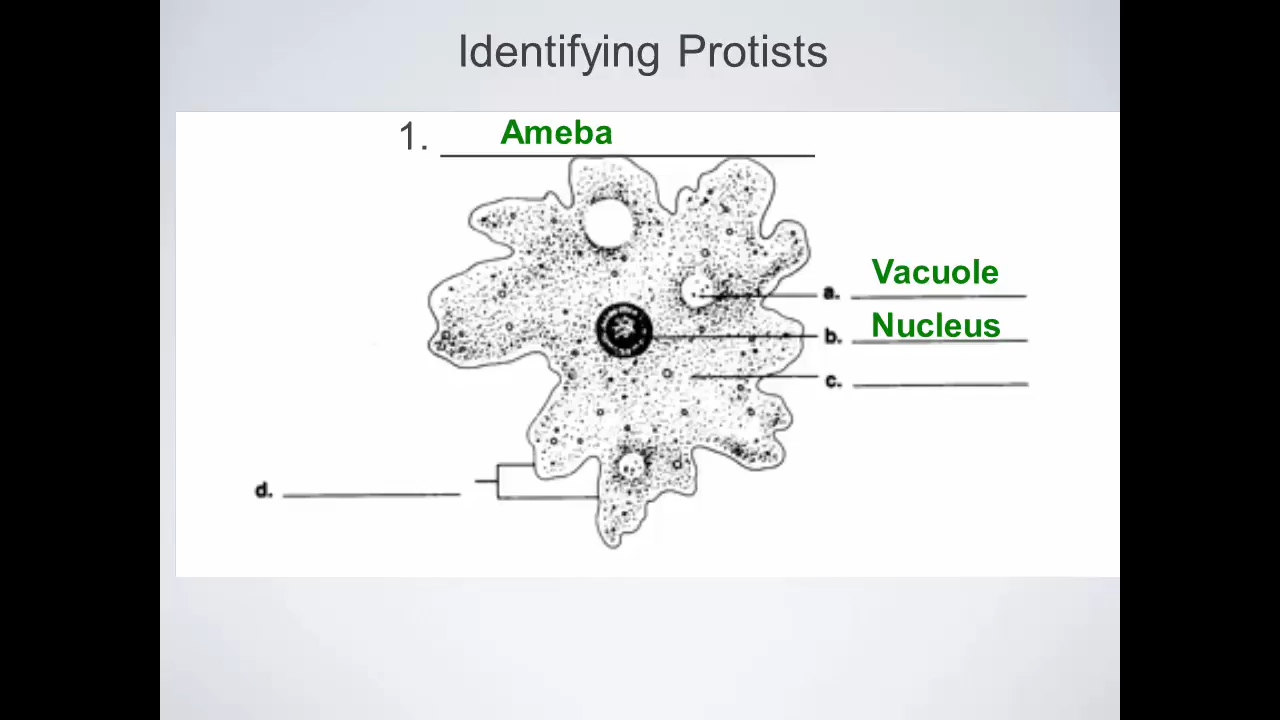 Identifying Protists
1. Ameba
Vacuole
a.
Nucleus
b.
c.
d.